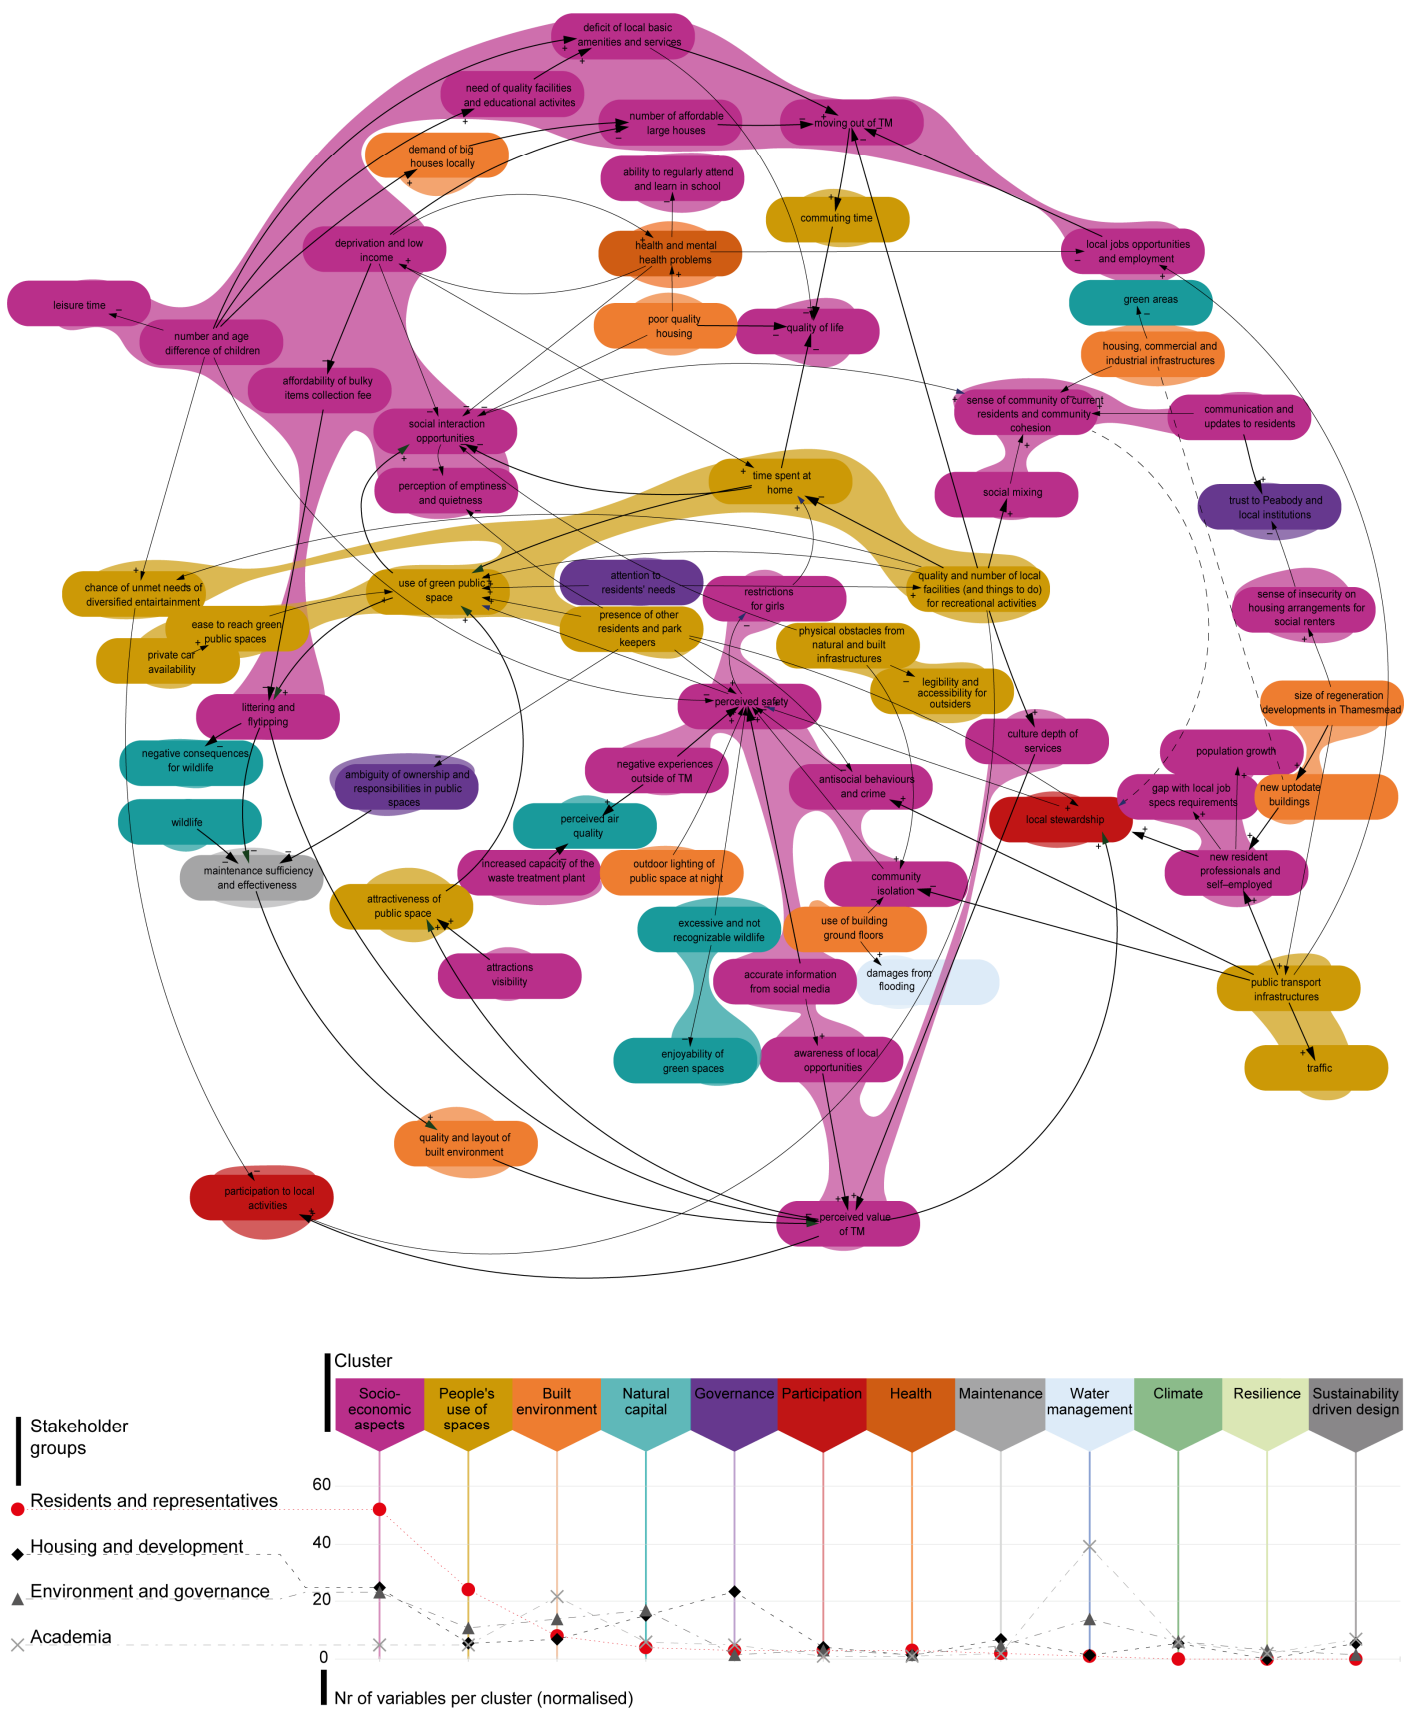 deficit of local basic
amenities and services
need of quality facilities
and educational activites
number of affordable
large houses
moving out of TM
demand of big
houses locally
ability to regularly attend
and learn in school
commuting time
deprivation and low
income
health and mental
health problems
local jobs opportunities
and employment
leisure time
green areas
number and age
difference of children
poor quality
housing
quality of life
housing, commercial and
industrial infrastructures
affordability of bulky
items collection fee
social interaction
opportunities
sense of community of current
residents and community
cohesion
communication and
updates to residents
perception of emptiness
and quietness
time spent at
home
social mixing
trust to Peabody and
local institutions
chance of unmet needs of
diversified entairtainment
use of green public
space
attention to
residents' needs
restrictions
for girls
quality and number of local
facilities (and things to do)
for recreational activities
sense of insecurity on
housing arrangements for
social renters
ease to reach green
public spaces
presence of other
residents and park
keepers
physical obstacles from
natural and built
infrastructures
private car
availability
legibility and
accessibility for
outsiders
size of regeneration
developments in Thamesmead
littering and
flytipping
perceived safety
culture depth of
services
population growth
negative consequences
for wildlife
ambiguity of ownership and
responsibilities in public
spaces
negative experiences
outside of TM
antisocial behaviours
and crime
gap with local job
specs requirements
new uptodate
buildings
wildlife
perceived air
quality
local stewardship
maintenance sufficiency
and effectiveness
increased capacity of the
waste treatment plant
outdoor lighting of
public space at night
community
isolation
new resident
professionals and
self–employed
attractiveness of
public space
excessive and not
recognizable wildlife
use of building
ground floors
attractions
visibility
accurate information
from social media
damages from
flooding
public transport
infrastructures
enjoyability of
green spaces
awareness of local
opportunities
traffic
quality and layout of
built environment
participation to local
activities
perceived value
of TM
Cluster
Socio-
economic
aspects
People's
use of
spaces
Built
environment
Natural
capital
Governance
Participation
Health
Maintenance
Water
management
Climate
Resilience
Sustainability
driven design
Stakeholder
groups
Residents and representatives
Housing and development
Environment and governance
Academia
60
40
20
0
Nr of variables per cluster (normalised)